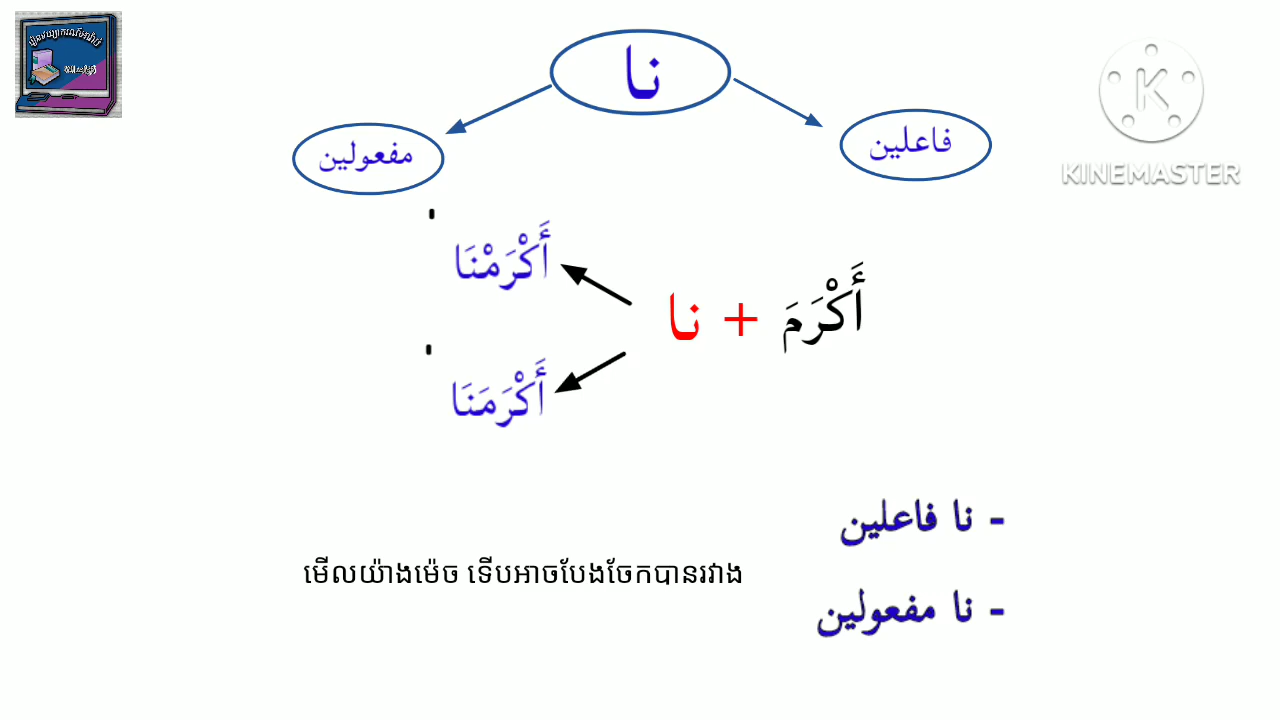 نا
فاعلين
مفعولين
KINEMASTER
أَكْرَمْنَا
أَكْرَمَ + نا
أَكْرَمَنَا
- نا فاعلين
មើលយ៉ាងម៉េច ទើបអាចបែងចែកបានរវាង
- نا مفعولين